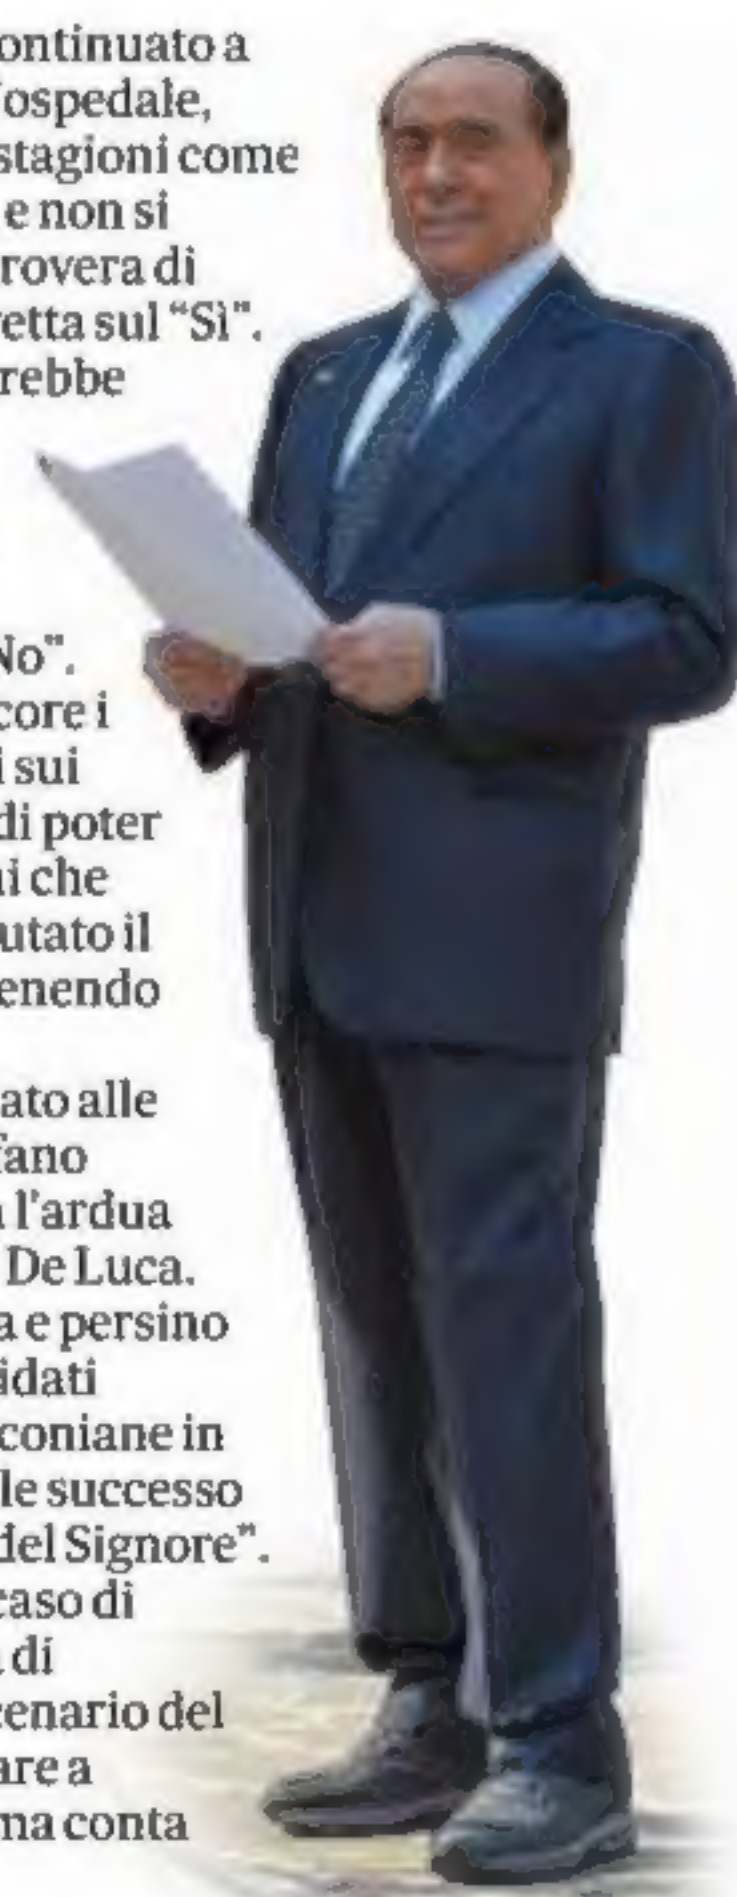 ontinuato a
l'ospedale,
stagioni come
e non si
rovera di
etta sul “Sì”.
rebbe
No”.
core i
i sui
di poter
ni che
utato il
enendo
ato alle
fano
a l'ardua
De Luca.
a e persino
idati
coniane in
le successo
del Signore”.
caso di
a di
cenario del
are a
ma conta